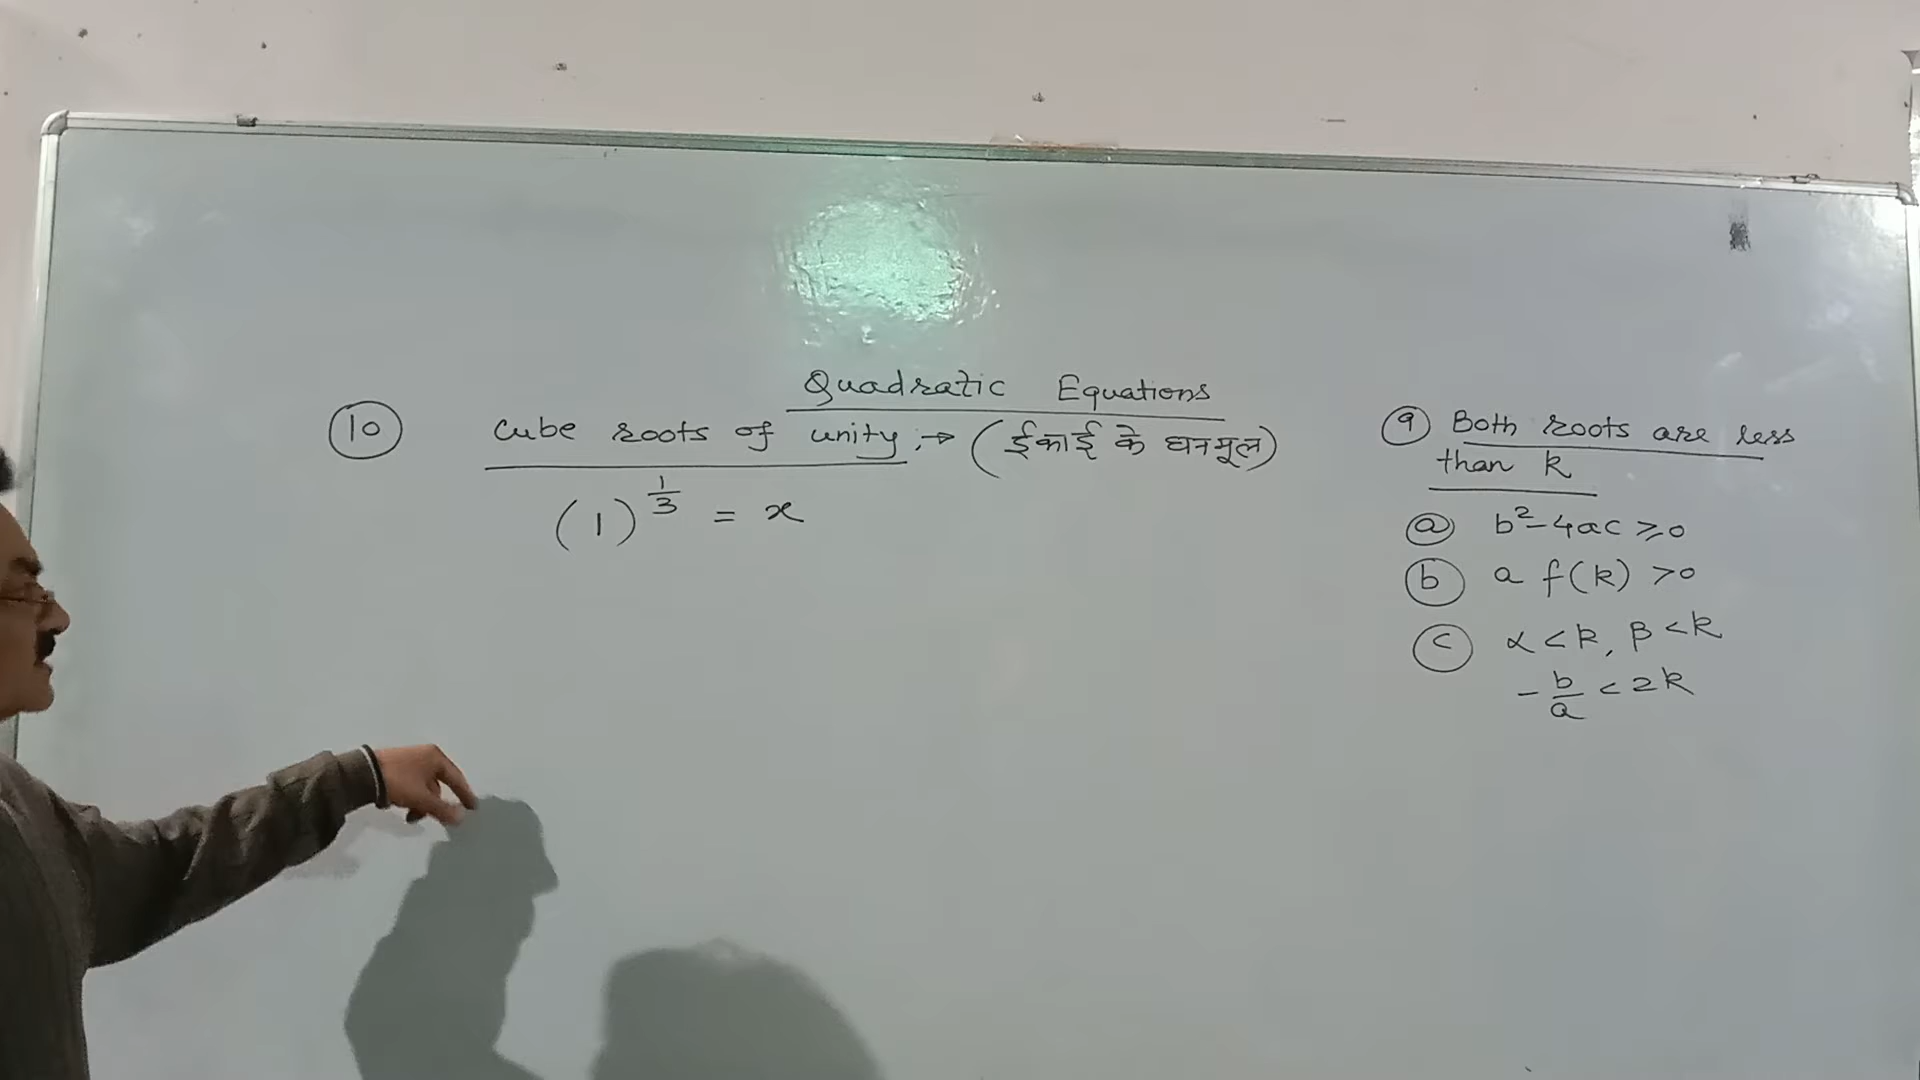 Quadratic Equations
(10) Cube roots of unity :→ (ईकाई के घनमूल)
(1)^{1/3} = x
(9) Both roots are less
than k
(a) b²-4ac ≥ 0
(b) a f(k) > 0
(c) α < k, β < k
-b/a < 2k